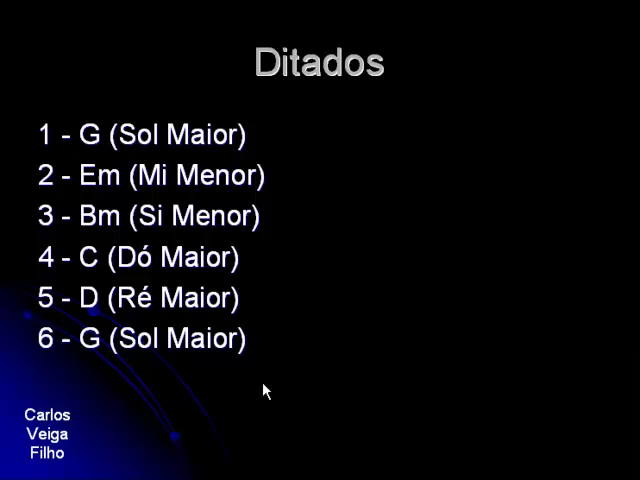 Ditados
1 - G (Sol Maior)
2 - Em (Mi Menor)
3 - Bm (Si Menor)
4 - C (Dó Maior)
5 - D (Ré Maior)
6 - G (Sol Maior)
Carlos
Veiga
Filho